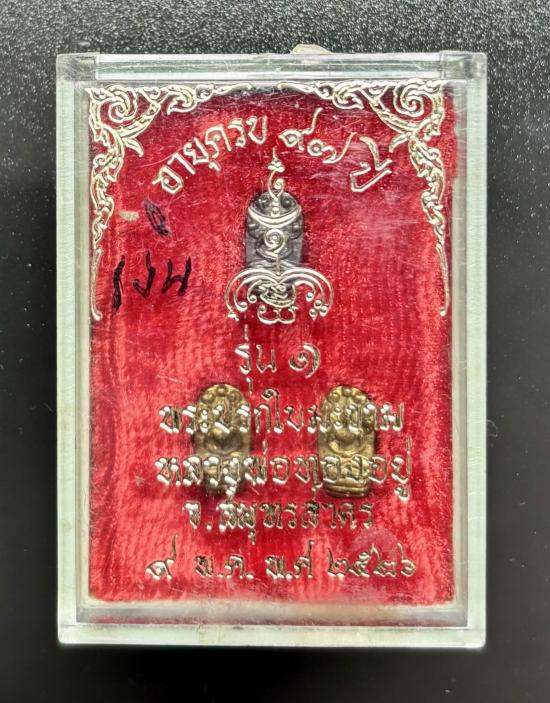 อายุครบ ๙๗ ปี
เงิน
รุ่น ๑
พระปรกใบมะขาม
หลวงพ่อทองอยู่
จ.สมุทรสาคร
๙ พ.ค. พ.ศ ๒๕๒๖